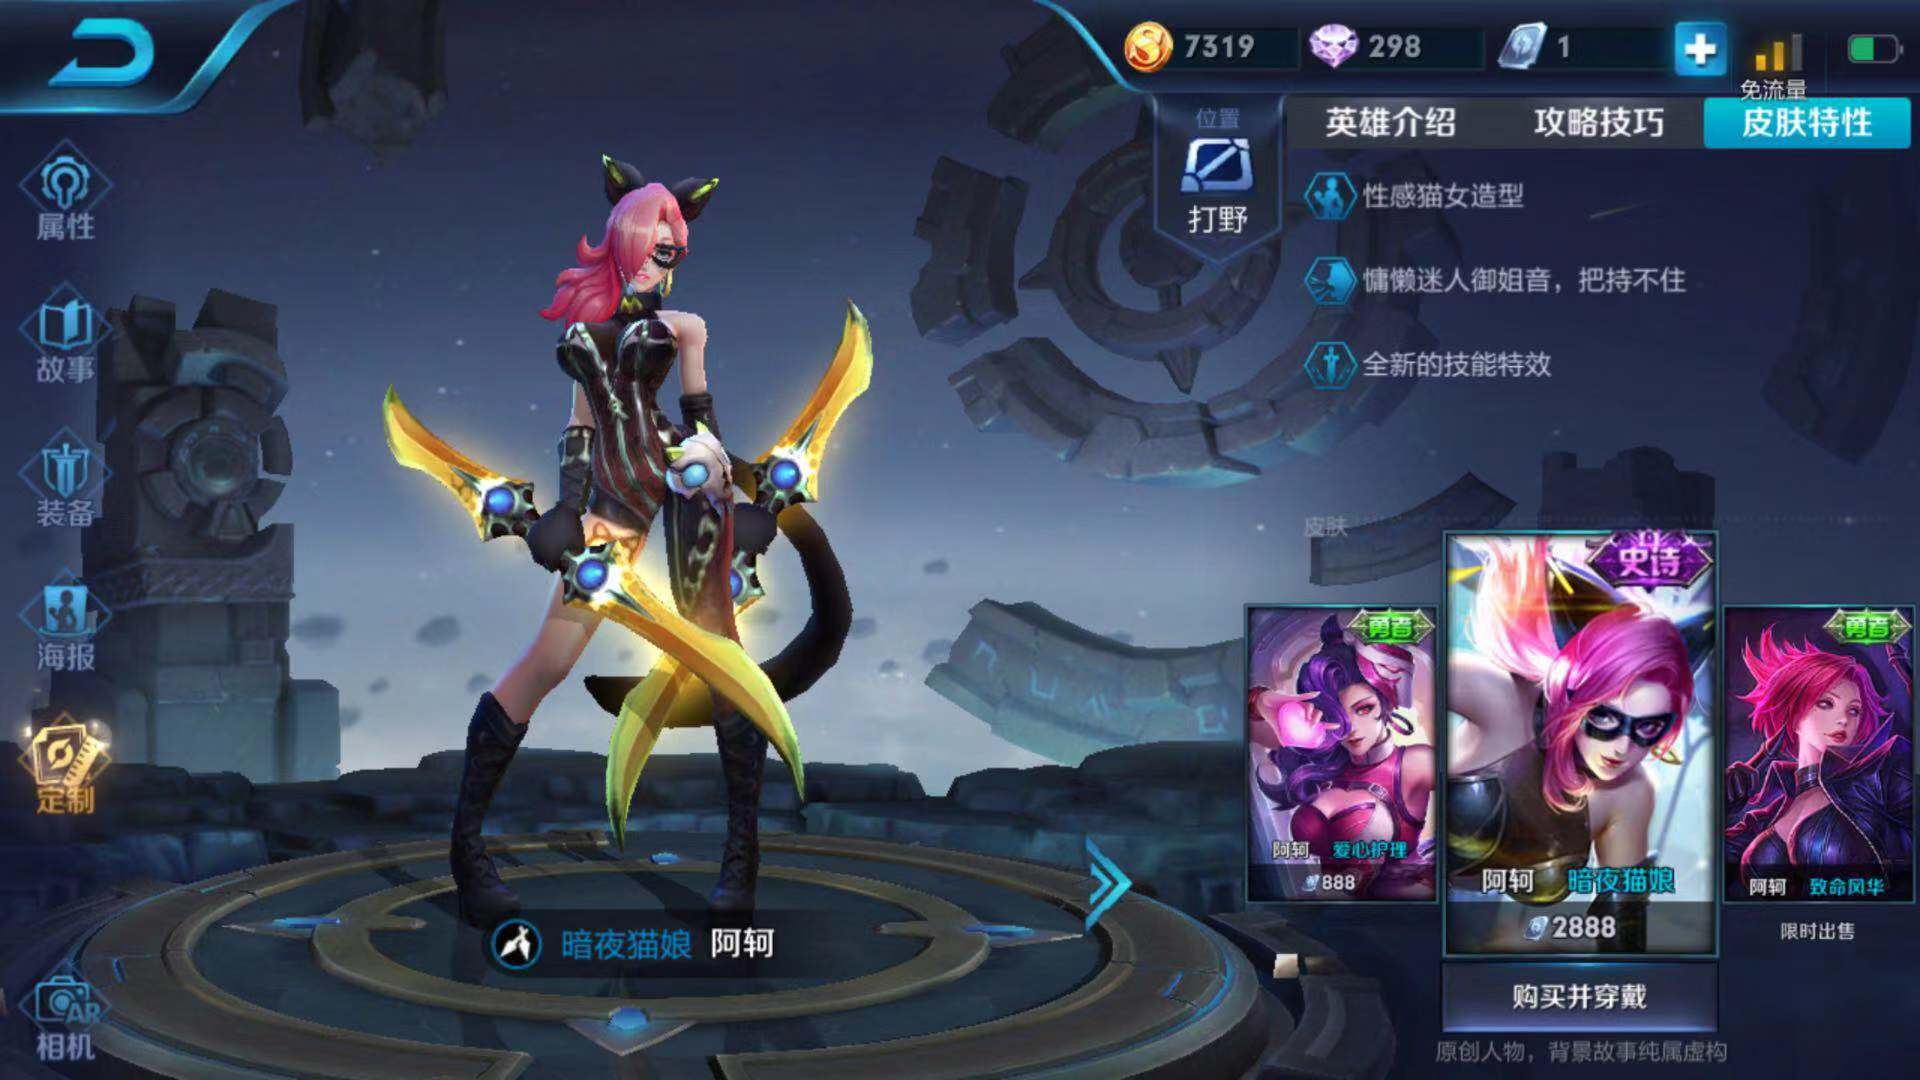 7319
298
1
免流量
位置
打野
英雄介绍
攻略技巧
皮肤特性
性感猫女造型
慵懒迷人御姐音，把持不住
全新的技能特效
属性
故事
装备
海报
定制
AR
相机
暗夜猫娘 阿轲
皮肤
勇者
阿轲 爱心护理
888
史诗
阿轲 暗夜猫娘
2888
购买并穿戴
勇者
阿轲 致命风华
限时出售
原创人物，背景故事纯属虚构